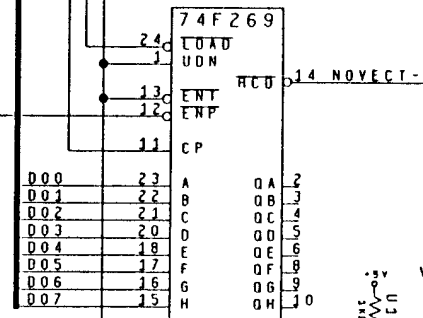 74F269
24 LOAD
1 UDN
RCO 14 NOVECT-
13 ENT
12 ENP
11 CP
D00 23 A QA 2
D01 22 B QB 3
D02 21 C QC 4
D03 20 D QD 5
D04 18 E QE 6
D05 17 F QF 8
D06 16 G QG 9
D07 15 H QH 10
+5V